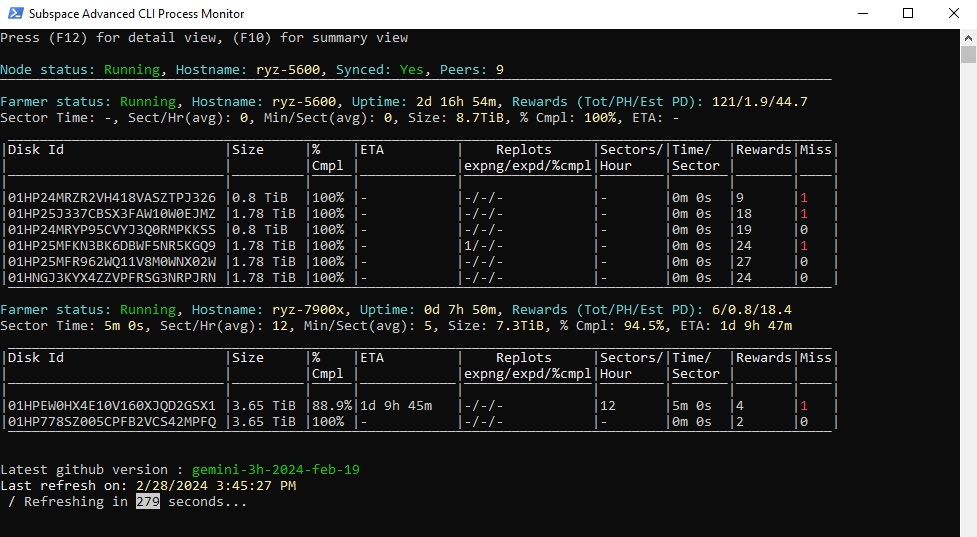 Subspace Advanced CLI Process Monitor
Press (F12) for detail view, (F10) for summary view
Node status: Running, Hostname: ryz-5600, Synced: Yes, Peers: 9
Farmer status: Running, Hostname: ryz-5600, Uptime: 2d 16h 54m, Rewards (Tot/PH/Est PD): 121/1.9/44.7
Sector Time: -, Sect/Hr(avg): 0, Min/Sect(avg): 0, Size: 8.7TiB, % Cmpl: 100%, ETA: -
|Disk Id |Size |% |ETA | Replots |Sectors/|Time/ |Rewards|Miss|
| | |Cmpl | |expng/expd/%cmpl|Hour |Sector | | |
|01HP24MRZR2VH418VASZTPJ326 |0.8 TiB |100% |- |-/-/- |- |0m 0s |9 |1 |
|01HP25J337CBSX3FAW10W0EJMZ |1.78 TiB |100% |- |-/-/- |- |0m 0s |18 |1 |
|01HP24MRYP95CVYJ3Q0RMPKKSS |0.8 TiB |100% |- |-/-/- |- |0m 0s |19 |0 |
|01HP25MFKN3BK6DBWF5NR5KGQ9 |1.78 TiB |100% |- |1/-/- |- |0m 0s |24 |1 |
|01HP25MFR962WQ11V8M0WNX02W |1.78 TiB |100% |- |-/-/- |- |0m 0s |27 |0 |
|01HNGJ3KYX4ZZVPFRSG3NRPJRN |1.78 TiB |100% |- |-/-/- |- |0m 0s |24 |0 |
Farmer status: Running, Hostname: ryz-7900x, Uptime: 0d 7h 50m, Rewards (Tot/PH/Est PD): 6/0.8/18.4
Sector Time: 5m 0s, Sect/Hr(avg): 12, Min/Sect(avg): 5, Size: 7.3TiB, % Cmpl: 94.5%, ETA: 1d 9h 47m
|Disk Id |Size |% |ETA | Replots |Sectors/|Time/ |Rewards|Miss|
| | |Cmpl | |expng/expd/%cmpl|Hour |Sector | | |
|01HPEW0HX4E10V160XJQD2GSX1 |3.65 TiB |88.9%|1d 9h 45m |-/-/- |12 |5m 0s |4 |1 |
|01HP778SZ005CPFB2VCS42MPFQ |3.65 TiB |100% |- |-/-/- |- |0m 0s |2 |0 |
Latest github version : gemini-3h-2024-feb-19
Last refresh on: 2/28/2024 3:45:27 PM
/ Refreshing in 279 seconds...